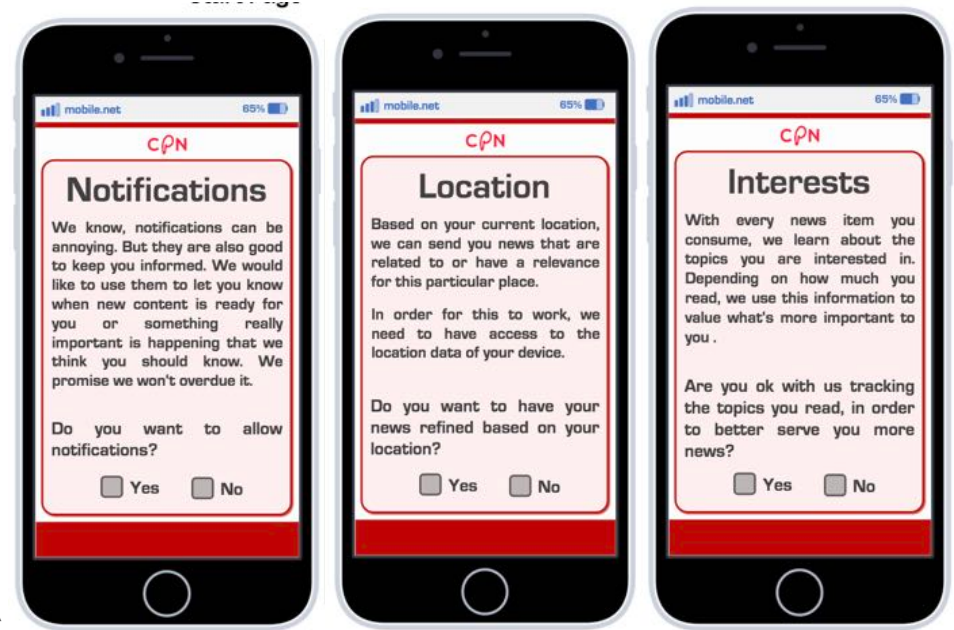 mobile.net 65%
CPN
Notifications
We know, notifications can be
annoying. But they are also good
to keep you informed. We would
like to use them to let you know
when new content is ready for
you or something really
important is happening that we
think you should know. We
promise we won't overdue it.
Do you want to allow
notifications?
Yes No
mobile.net 65%
CPN
Location
Based on your current location,
we can send you news that are
related to or have a relevance
for this particular place.
In order for this to work, we
need to have access to the
location data of your device.
Do you want to have your
news refined based on your
location?
Yes No
mobile.net 65%
CPN
Interests
With every news item you
consume, we learn about the
topics you are interested in.
Depending on how much you
read, we use this information to
value what's more important to
you .
Are you ok with us tracking
the topics you read, in order
to better serve you more
news?
Yes No